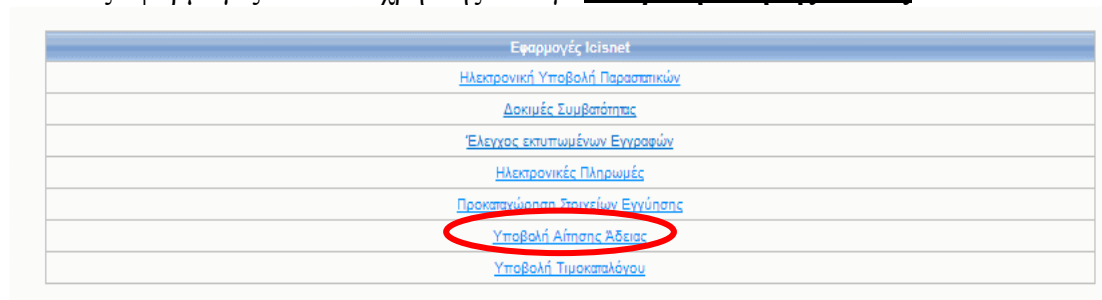 Εφαρμογές Icisnet
Ηλεκτρονική Υποβολή Παραστατικών
Δοκιμές Συμβατότητας
Έλεγχος εκτυπωμένων Εγγραφών
Ηλεκτρονικές Πληρωμές
Προκαταχώρηση Στοιχείων Εγγύησης
Υποβολή Αίτησης Άδειας
Υποβολή Τιμοκαταλόγου